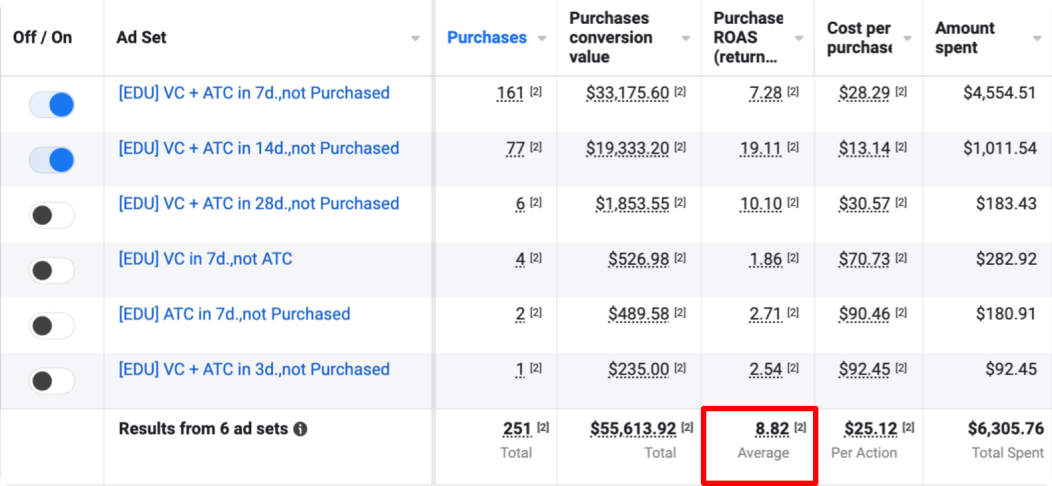 Off / On Ad Set Purchases Purchases conversion value Purchase ROAS (return... Cost per purchase Amount spent
[EDU] VC + ATC in 7d.,not Purchased 161 [2] $33,175.60 [2] 7.28 [2] $28.29 [2] $4,554.51
[EDU] VC + ATC in 14d.,not Purchased 77 [2] $19,333.20 [2] 19.11 [2] $13.14 [2] $1,011.54
[EDU] VC + ATC in 28d.,not Purchased 6 [2] $1,853.55 [2] 10.10 [2] $30.57 [2] $183.43
[EDU] VC in 7d.,not ATC 4 [2] $526.98 [2] 1.86 [2] $70.73 [2] $282.92
[EDU] ATC in 7d.,not Purchased 2 [2] $489.58 [2] 2.71 [2] $90.46 [2] $180.91
[EDU] VC + ATC in 3d.,not Purchased 1 [2] $235.00 [2] 2.54 [2] $92.45 [2] $92.45
Results from 6 ad sets 251 [2] $55,613.92 [2] 8.82 [2] $25.12 [2] $6,305.76
Total Total Average Per Action Total Spent